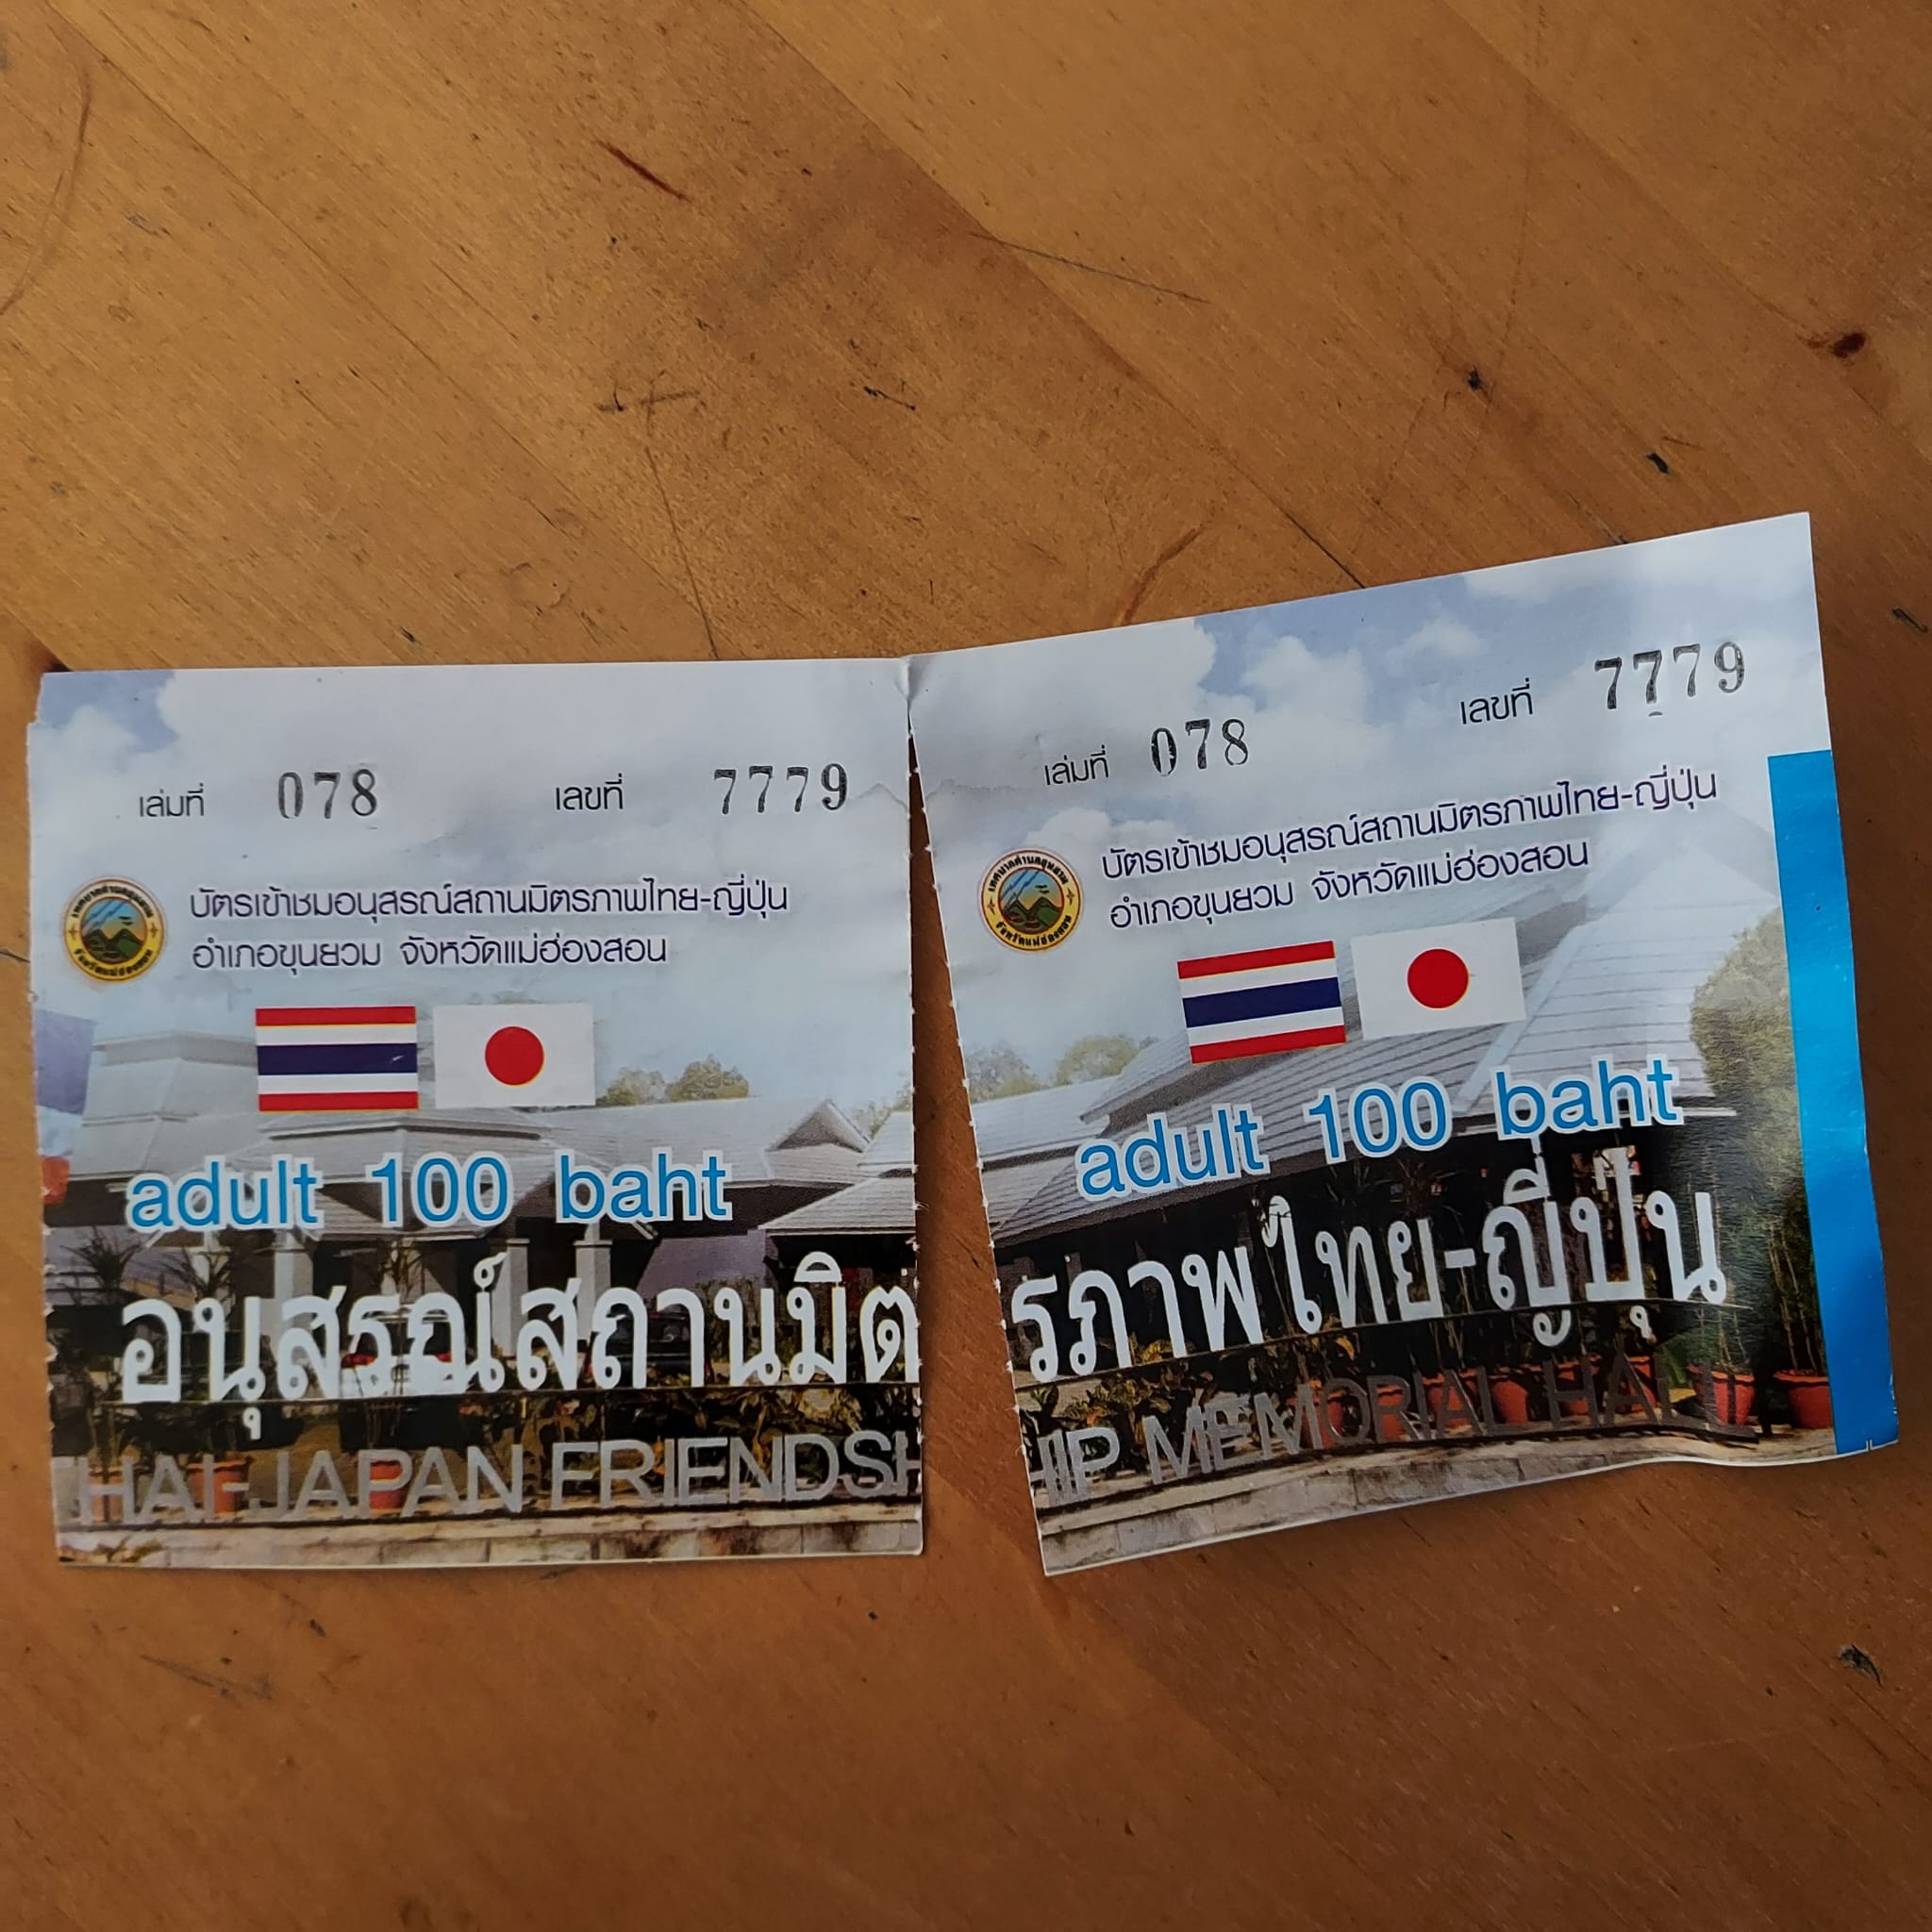 เล่มที่ 078 เลขที่ 7779
บัตรเข้าชมอนุสรณ์สถานมิตรภาพไทย-ญี่ปุ่น
อำเภอขุนยวม จังหวัดแม่ฮ่องสอน
adult 100 baht
อนุสรณ์สถานมิต
HAI-JAPAN FRIENDSH
เล่มที่ 078 เลขที่ 7779
บัตรเข้าชมอนุสรณ์สถานมิตรภาพไทย-ญี่ปุ่น
อำเภอขุนยวม จังหวัดแม่ฮ่องสอน
adult 100 baht
รภาพไทย-ญี่ปุ่น
HIP MEMORIAL HALL